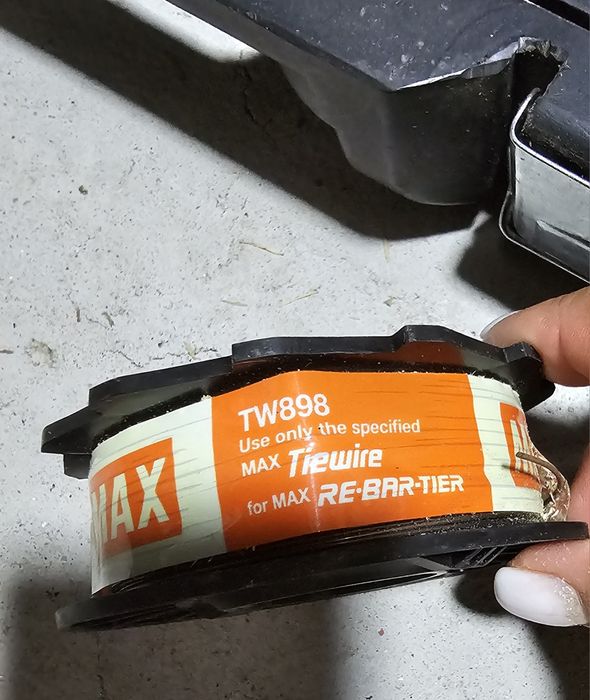 MAX
TW898
Use only the specified
MAX Tiewire
for MAX RE·BAR-TIER